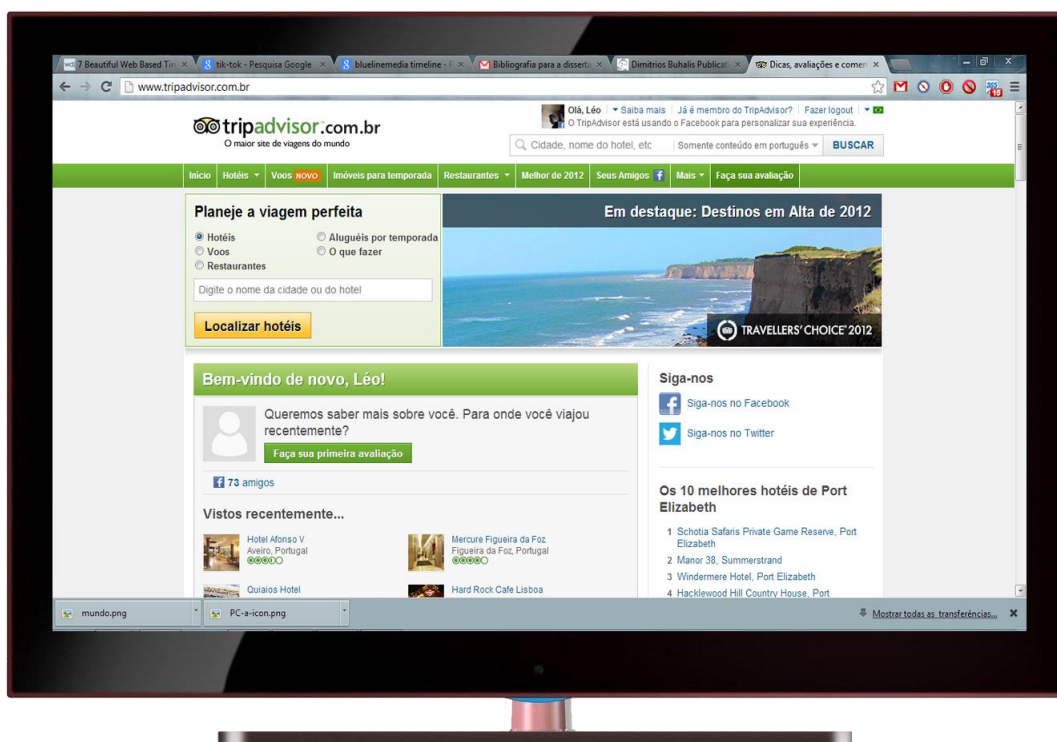 7 Beautiful Web Based Tim
tik-tok - Pesquisa Google
bluelinemedia timeline -
Bibliografia para a disserta
Dimitrios Buhalis Publicat
Dicas, avaliações e comen
www.tripadvisor.com.br
Olá, Léo Saiba mais Já é membro do TripAdvisor? Fazer logout
O TripAdvisor está usando o Facebook para personalizar sua experiência.
tripadvisor.com.br
O maior site de viagens do mundo
Cidade, nome do hotel, etc Somente conteúdo em português BUSCAR
Início Hotéis Voos NOVO Imóveis para temporada Restaurantes Melhor de 2012 Seus Amigos Mais Faça sua avaliação
Planeje a viagem perfeita
Hotéis Aluguéis por temporada
Voos O que fazer
Restaurantes
Digite o nome da cidade ou do hotel
Localizar hotéis
Em destaque: Destinos em Alta de 2012
TRAVELLERS' CHOICE 2012
Bem-vindo de novo, Léo!
Queremos saber mais sobre você. Para onde você viajou
recentemente?
Faça sua primeira avaliação
73 amigos
Vistos recentemente...
Hotel Afonso V
Aveiro, Portugal
Mercure Figueira da Foz
Figueira da Foz, Portugal
Quiaios Hotel
Hard Rock Cafe Lisboa
Siga-nos
Siga-nos no Facebook
Siga-nos no Twitter
Os 10 melhores hotéis de Port
Elizabeth
1 Schotia Safaris Private Game Reserve, Port
Elizabeth
2 Manor 38, Summerstrand
3 Windermere Hotel, Port Elizabeth
4 Hacklewood Hill Country House, Port
mundo.png
PC-a-icon.png
Mostrar todas as transferências...